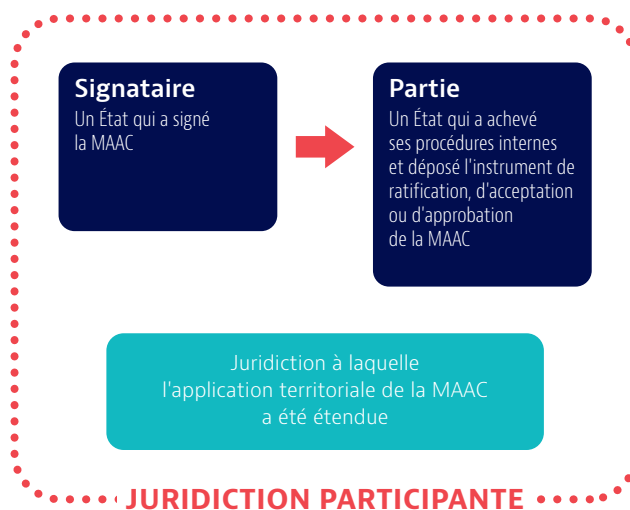 Signataire
Un État qui a signé
la MAAC
Partie
Un État qui a achevé
ses procédures internes
et déposé l'instrument de
ratification, d'acceptation
ou d'approbation
de la MAAC
Juridiction à laquelle
l'application territoriale de la MAAC
a été étendue
JURIDICTION PARTICIPANTE